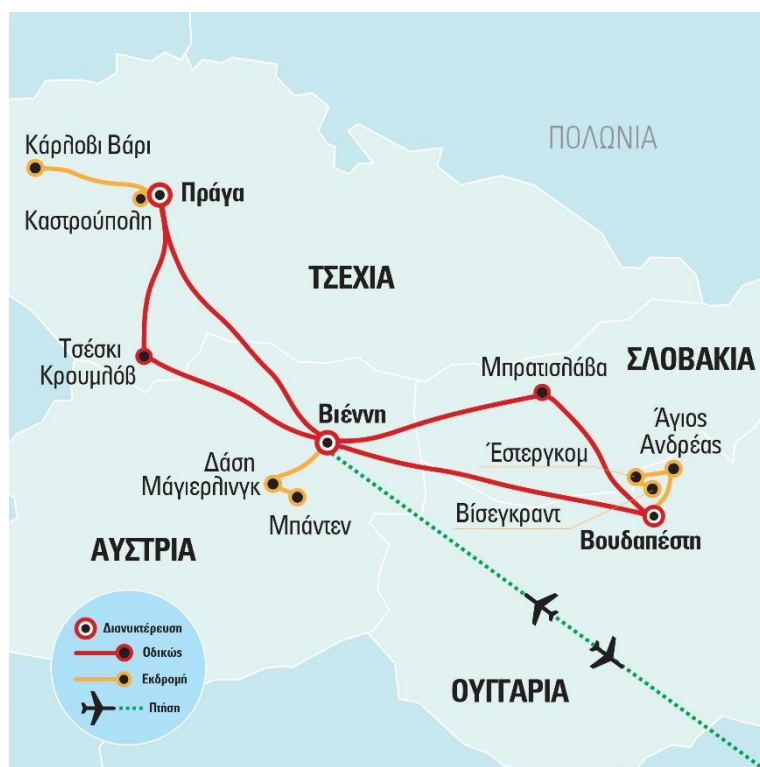 ΠΟΛΩΝΙΑ
Κάρλοβι Βάρι
Πράγα
Καστρούπολη
ΤΣΕΧΙΑ
Τσέσκι
Κρουμλόβ
Μπρατισλάβα
ΣΛΟΒΑΚΙΑ
Βιέννη
Άγιος
Ανδρέας
Έστεργκομ
Δάση
Μάγιερλινγκ
Βίσεγκραντ
Μπάντεν
Βουδαπέστη
ΑΥΣΤΡΙΑ
Διανυκτέρευση
Οδικώς
Εκδρομή
Πτήση
ΟΥΓΓΑΡΙΑ